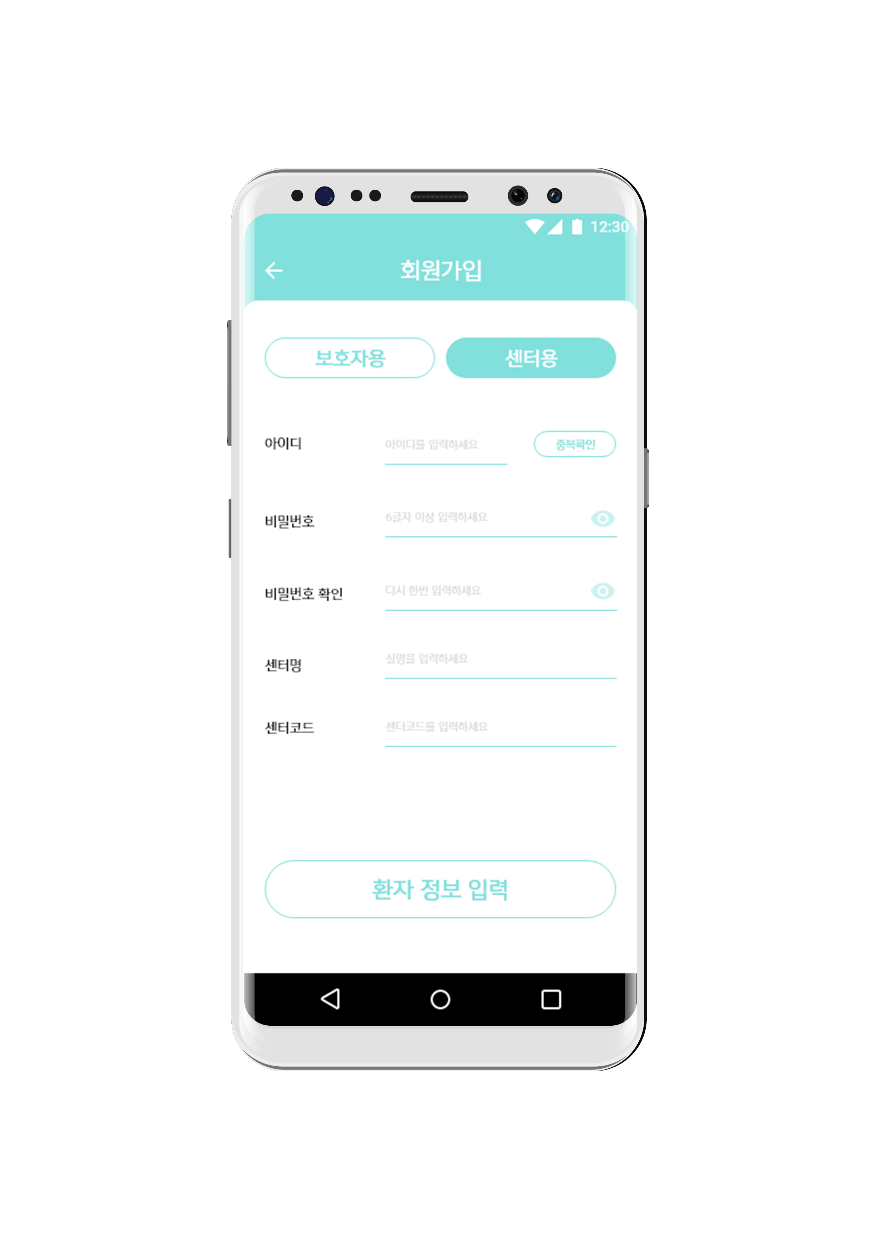 12:30
회원가입
보호자용 센터용
아이디 아이디를 입력하세요 중복확인
비밀번호 6글자 이상 입력하세요
비밀번호 확인 다시 한번 입력하세요
센터명 실명을 입력하세요
센터코드 센터코드를 입력하세요
환자 정보 입력